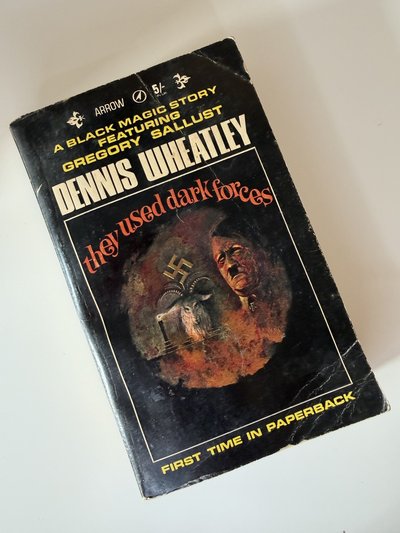 ARROW 5/-
A BLACK MAGIC STORY
FEATURING
GREGORY SALLUST
DENNIS WHEATLEY
they used dark forces
FIRST TIME IN PAPERBACK